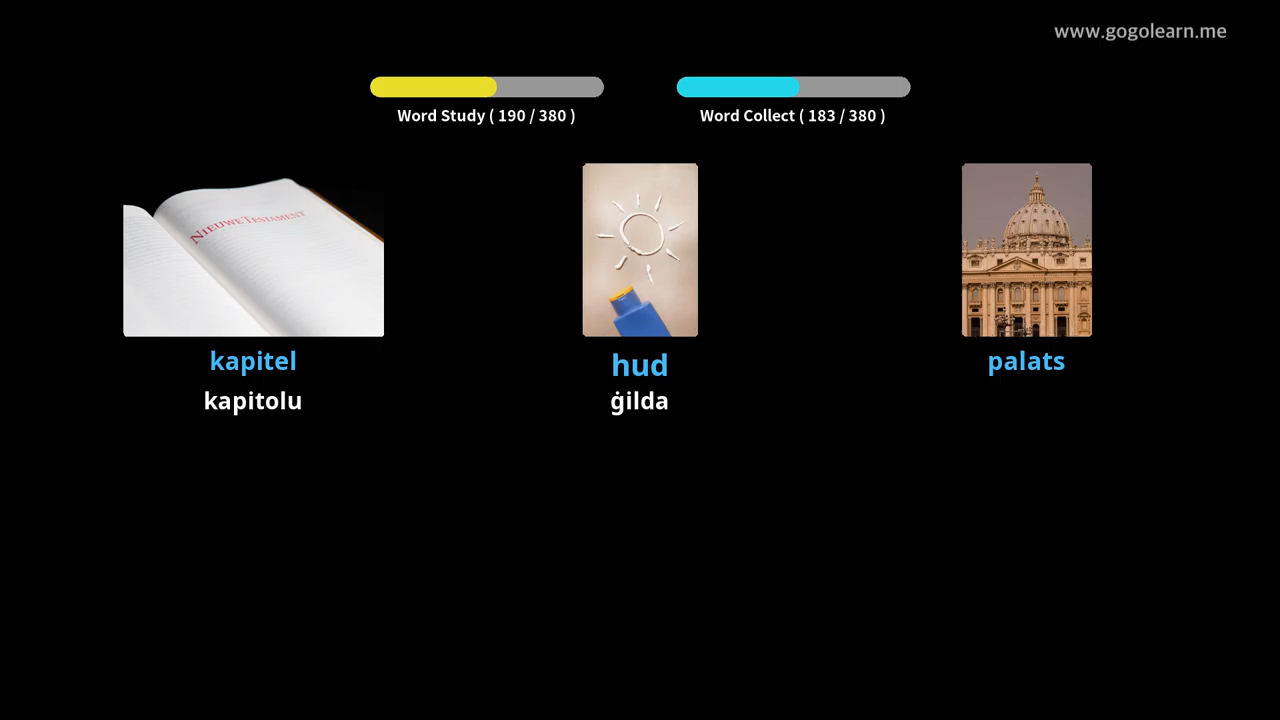 www.gogolearn.me
Word Study ( 190 / 380 )
Word Collect ( 183 / 380 )
NIEUWE TESTAMENT
kapitel
kapitolu
hud
ġilda
palats